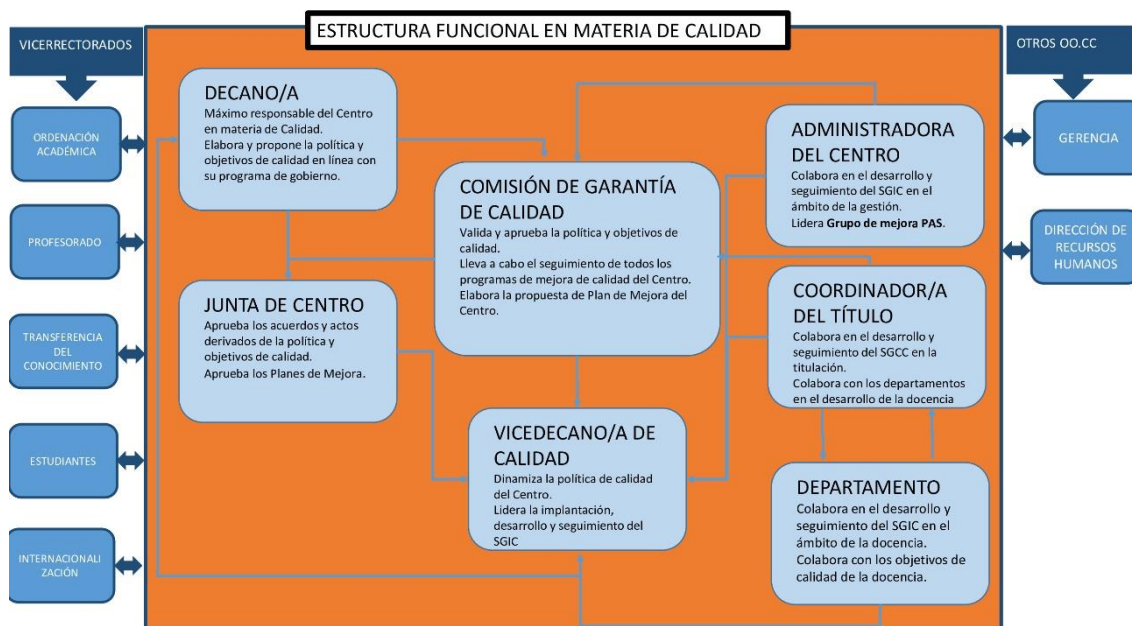 ESTRUCTURA FUNCIONAL EN MATERIA DE CALIDAD
VICERRECTORADOS
ORDENACIÓN
ACADÉMICA
PROFESORADO
TRANSFERENCIA
DEL
CONOCIMIENTO
ESTUDIANTES
INTERNACIONALI
ZACIÓN
DECANO/A
Máximo responsable del Centro
en materia de Calidad.
Elabora y propone la política y
objetivos de calidad en línea con
su programa de gobierno.
JUNTA DE CENTRO
Aprueba los acuerdos y actos
derivados de la política y
objetivos de calidad.
Aprueba los Planes de Mejora.
COMISIÓN DE GARANTÍA
DE CALIDAD
Valida y aprueba la política y objetivos de
calidad.
Lleva a cabo el seguimiento de todos los
programas de mejora de calidad del Centro.
Elabora la propuesta de Plan de Mejora del
Centro.
VICEDECANO/A DE
CALIDAD
Dinamiza la política de calidad
del Centro.
Lidera la implantación,
desarrollo y seguimiento del
SGIC
ADMINISTRADORA
DEL CENTRO
Colabora en el desarrollo y
seguimiento del SGIC en el
ámbito de la gestión.
Lidera Grupo de mejora PAS.
COORDINADOR/A
DEL TÍTULO
Colabora en el desarrollo y
seguimiento del SGCC en la
titulación.
Colabora con los departamentos
en el desarrollo de la docencia
DEPARTAMENTO
Colabora en el desarrollo y
seguimiento del SGIC en el
ámbito de la docencia.
Colabora con los objetivos de
calidad de la docencia.
OTROS OO.CC
GERENCIA
DIRECCIÓN DE
RECURSOS
HUMANOS